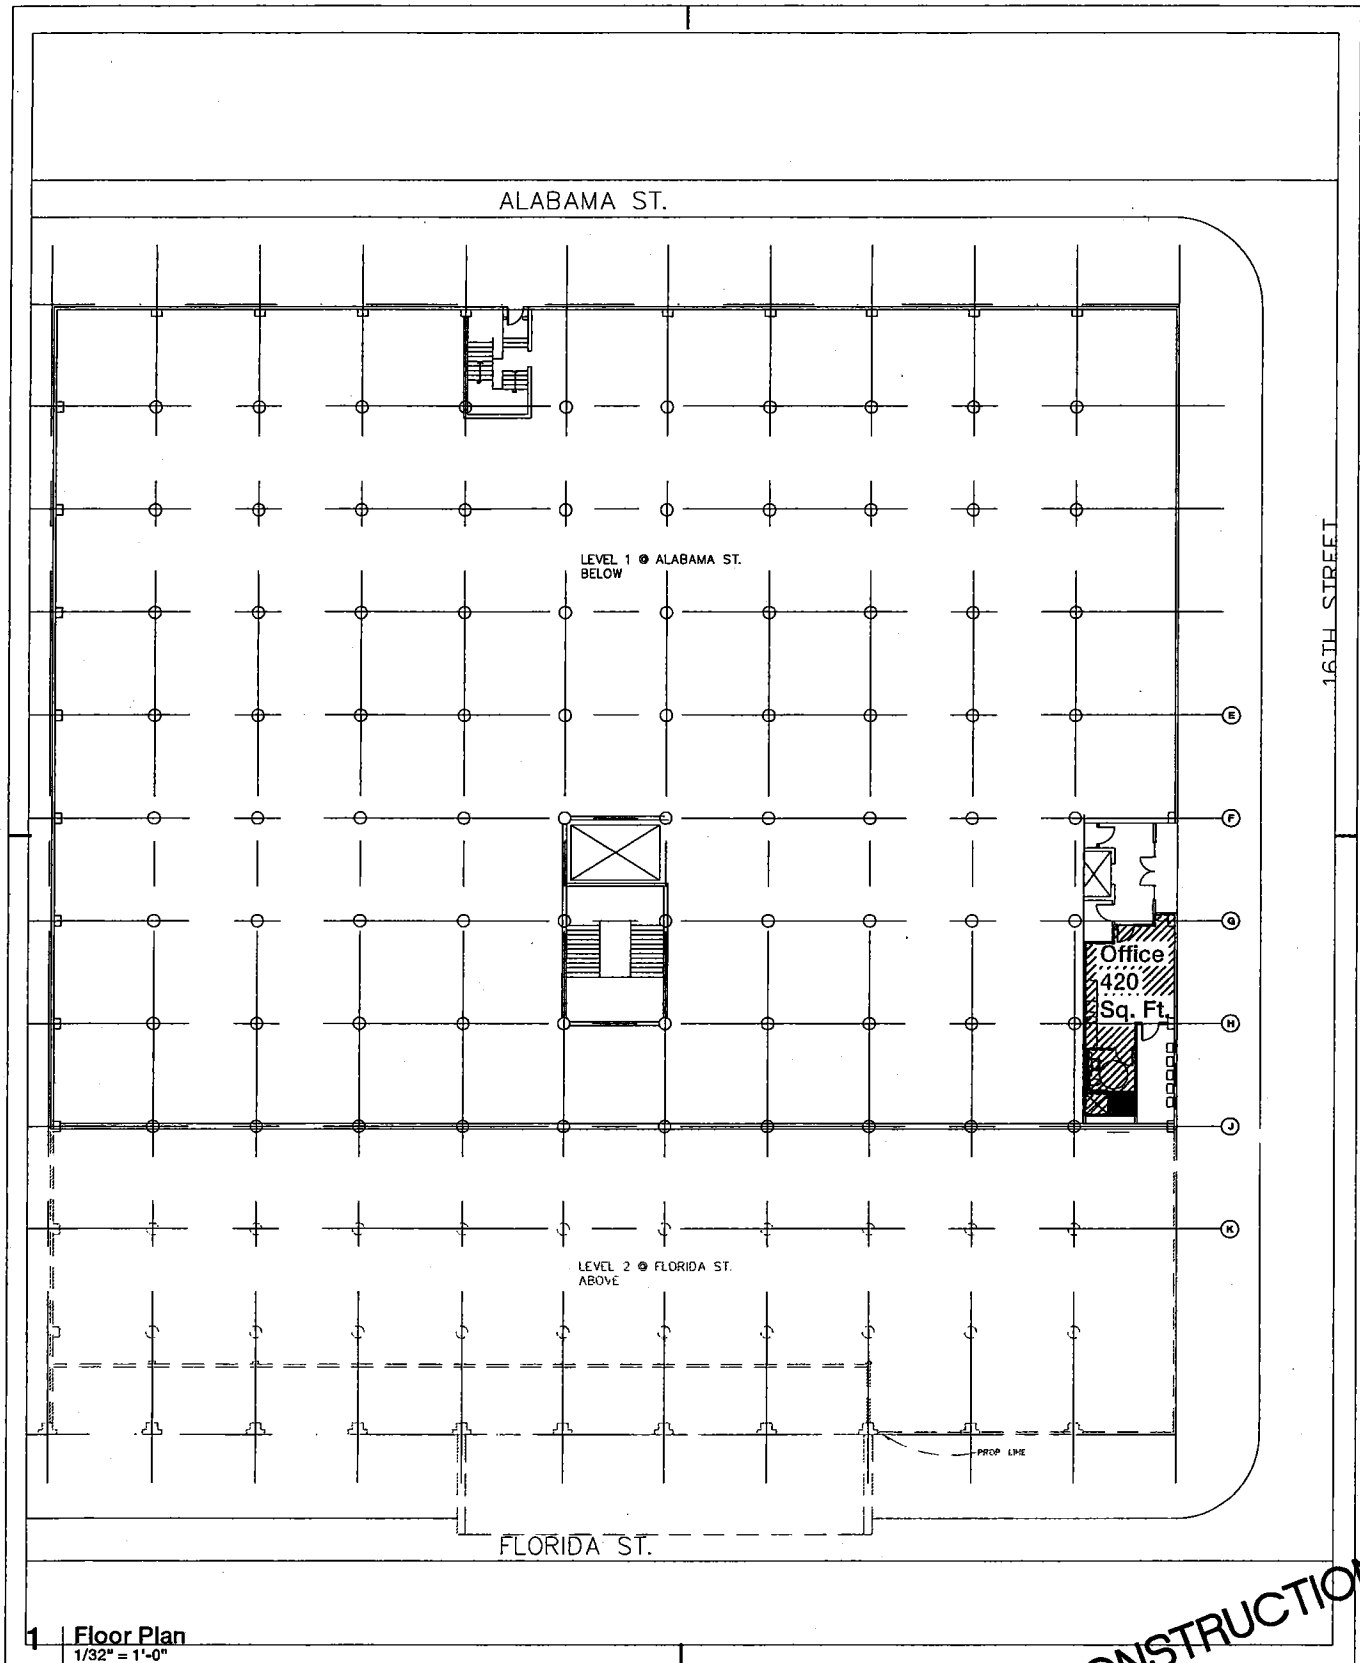 ALABAMA ST.
LEVEL 1 @ ALABAMA ST.
BELOW
16TH STREET
E
F
G
Office
420
Sq. Ft.
H
J
K
LEVEL 2 @ FLORIDA ST.
ABOVE
PROP LINE
FLORIDA ST.
1 Floor Plan
1/32" = 1'-0"
ONSTRUCTION